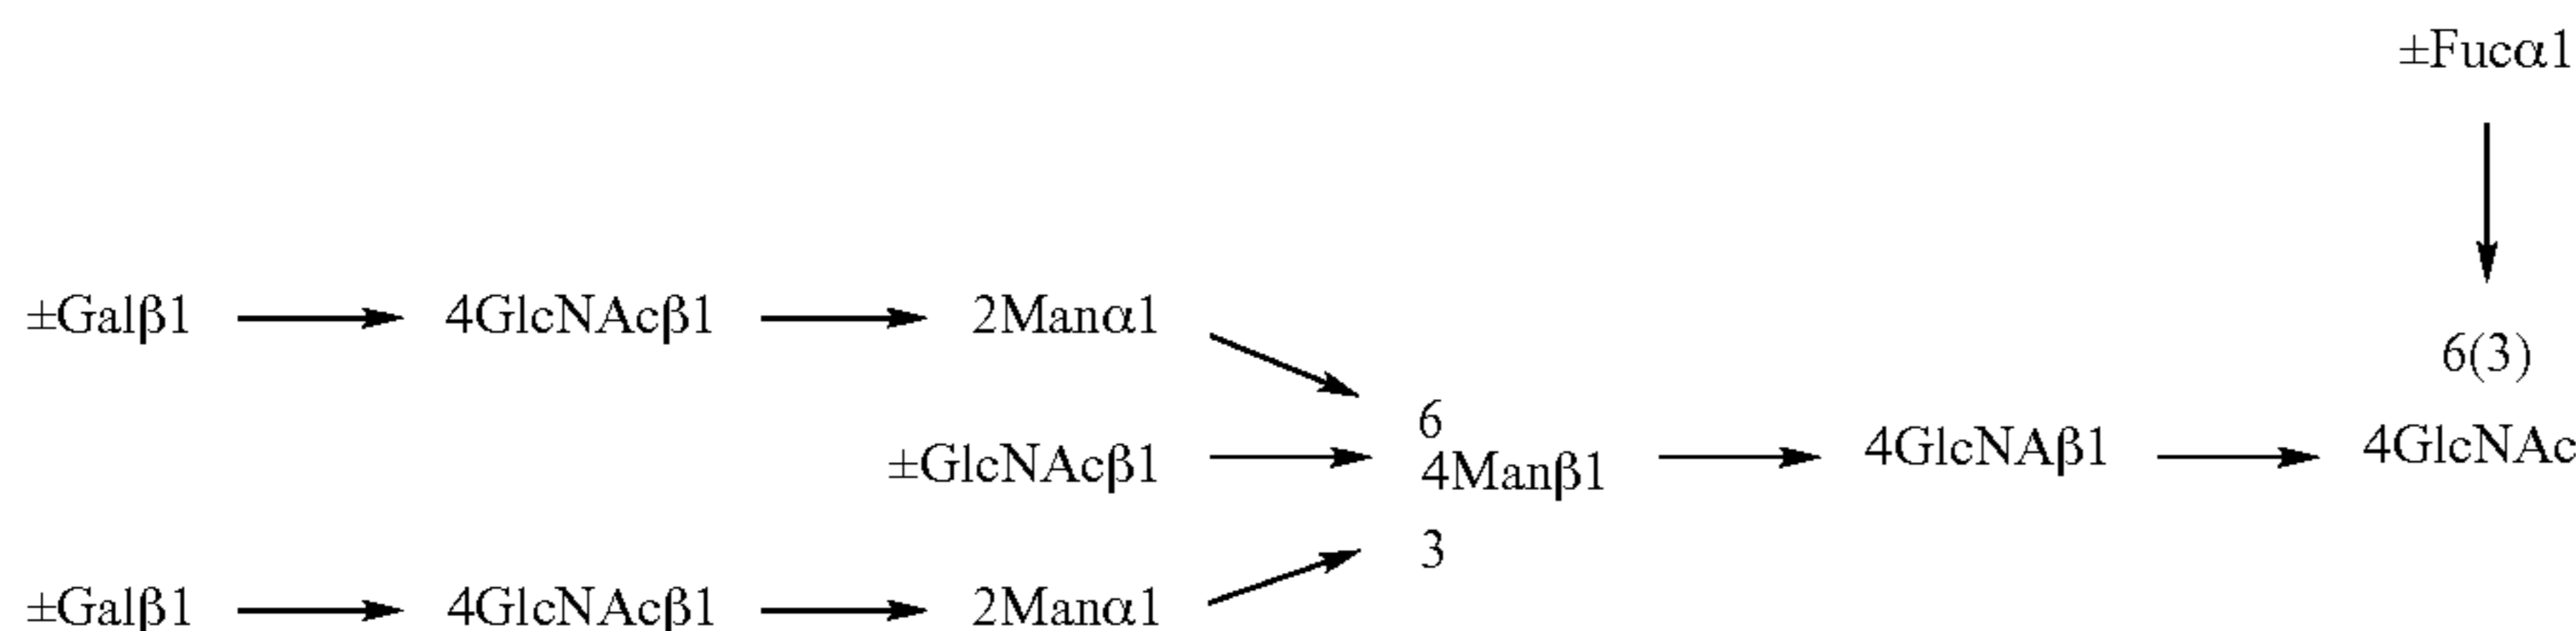 ±Fucα1
6(3)
±Galβ1 4GlcNAcβ1 2Manα1
6
±GlcNAcβ1 4Manβ1 4GlcNAβ1 4GlcNAc
3
±Galβ1 4GlcNAcβ1 2Manα1